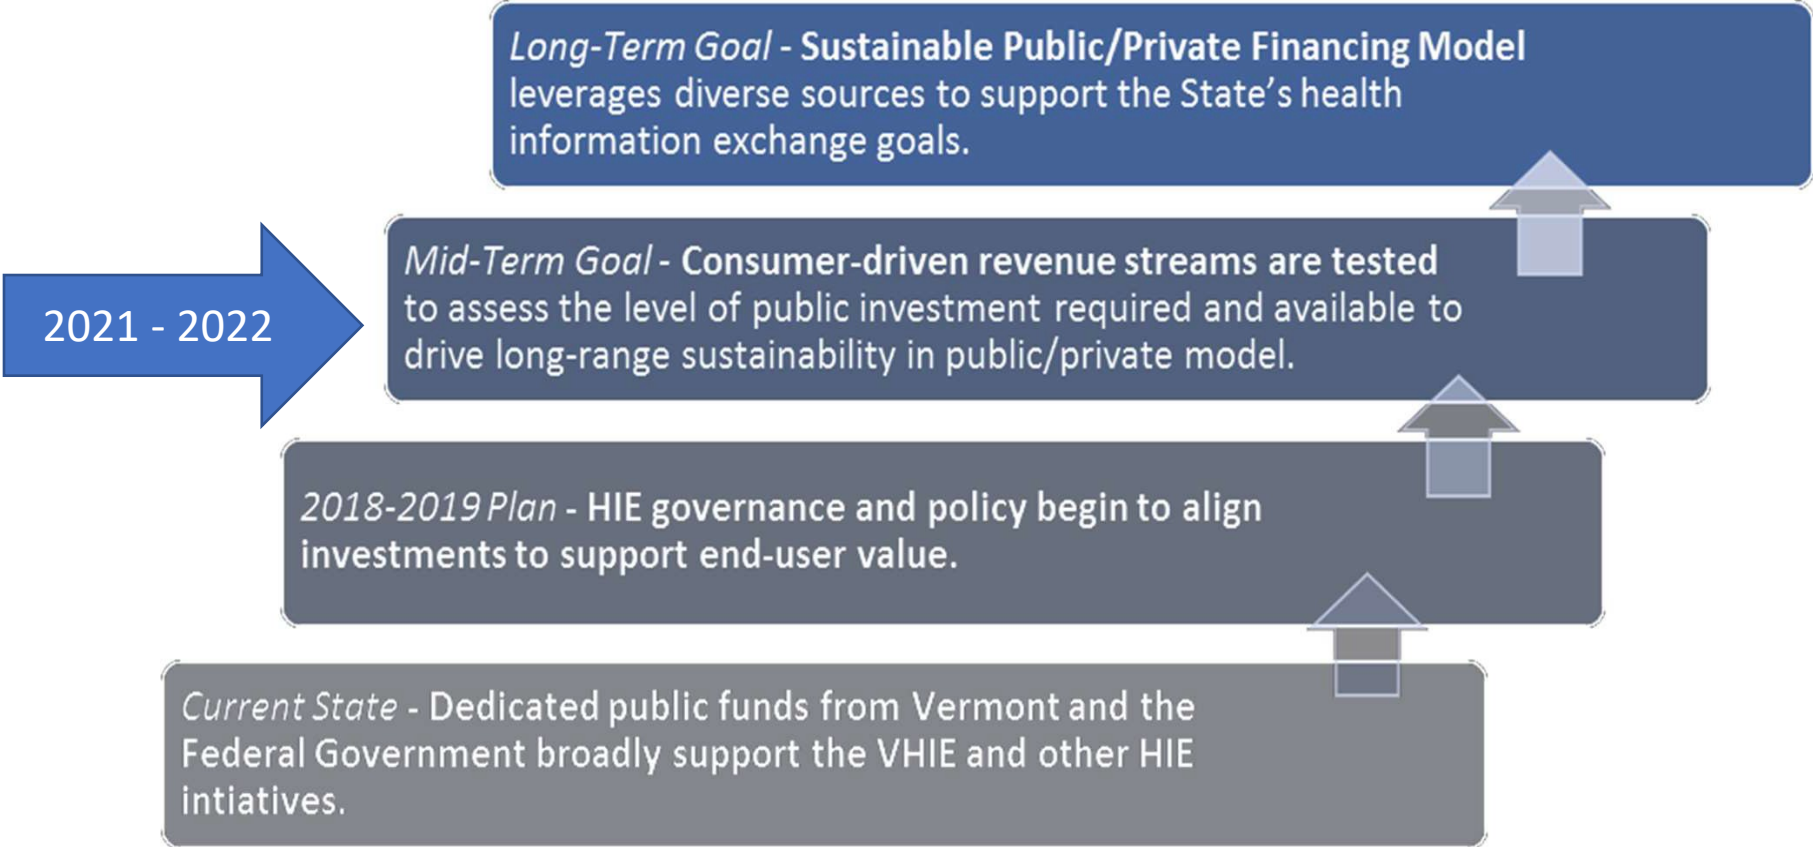 Long-Term Goal - Sustainable Public/Private Financing Model
leverages diverse sources to support the State's health
information exchange goals.
2021 - 2022
Mid-Term Goal - Consumer-driven revenue streams are tested
to assess the level of public investment required and available to
drive long-range sustainability in public/private model.
2018-2019 Plan - HIE governance and policy begin to align
investments to support end-user value.
Current State - Dedicated public funds from Vermont and the
Federal Government broadly support the VHIE and other HIE
intiatives.